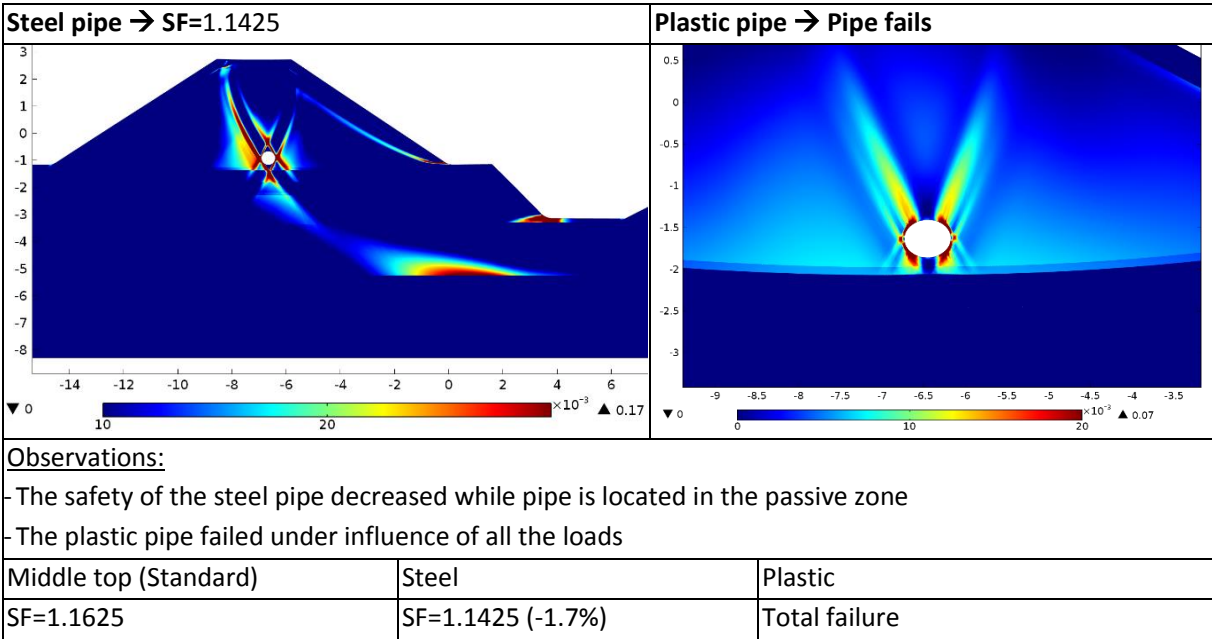 Steel pipe → SF=1.1425
Plastic pipe → Pipe fails
3
2
1
0
-1
-2
-3
-4
-5
-6
-7
-8
-14 -12 -10 -8 -6 -4 -2 0 2 4 6
▼ 0
10 20
×10⁻³ ▲ 0.17
0.5
0
-0.5
-1
-1.5
-2
-2.5
-3
-9 -8.5 -8 -7.5 -7 -6.5 -6 -5.5 -5 -4.5 -4 -3.5
▼ 0
0 10 20
×10⁻³ ▲ 0.07
Observations:
- The safety of the steel pipe decreased while pipe is located in the passive zone
- The plastic pipe failed under influence of all the loads
Middle top (Standard) Steel Plastic
SF=1.1625 SF=1.1425 (-1.7%) Total failure